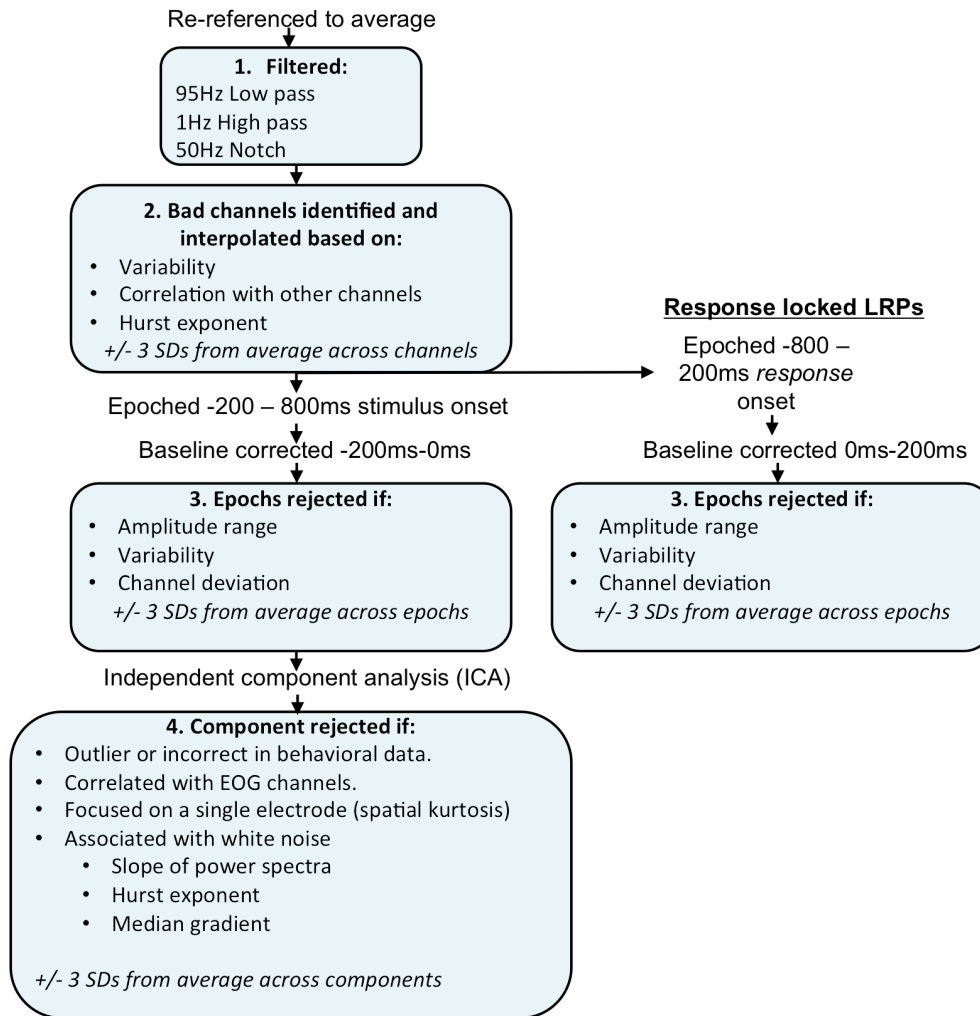 Re-referenced to average
1. Filtered:
95Hz Low pass
1Hz High pass
50Hz Notch
2. Bad channels identified and
interpolated based on:
• Variability
• Correlation with other channels
• Hurst exponent
+/- 3 SDs from average across channels
Response locked LRPs
Epoched -800 –
200ms response
onset
Baseline corrected 0ms-200ms
3. Epochs rejected if:
• Amplitude range
• Variability
• Channel deviation
+/- 3 SDs from average across epochs
Epoched -200 – 800ms stimulus onset
Baseline corrected -200ms-0ms
3. Epochs rejected if:
• Amplitude range
• Variability
• Channel deviation
+/- 3 SDs from average across epochs
Independent component analysis (ICA)
4. Component rejected if:
• Outlier or incorrect in behavioral data.
• Correlated with EOG channels.
• Focused on a single electrode (spatial kurtosis)
• Associated with white noise
• Slope of power spectra
• Hurst exponent
• Median gradient
+/- 3 SDs from average across components